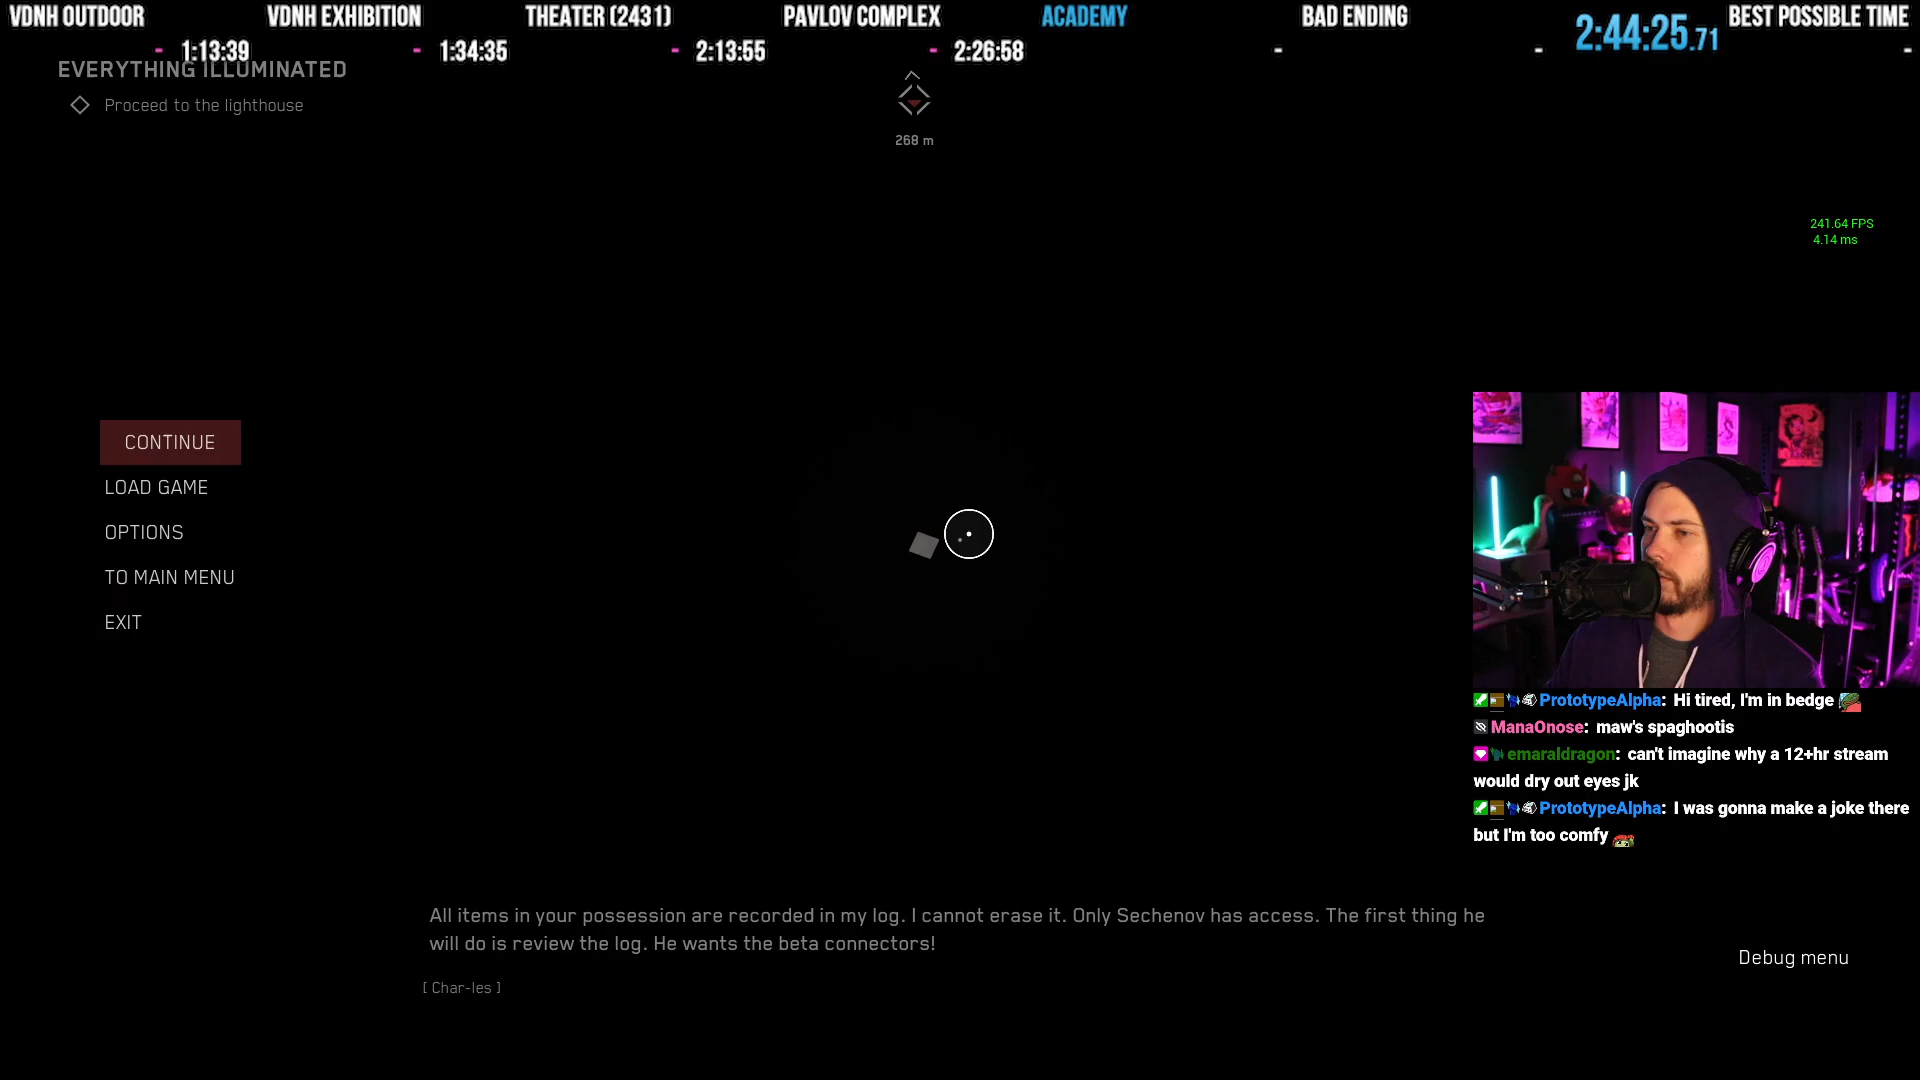 VDNH OUTDOOR VDNH EXHIBITION THEATER (2431) PAVLOV COMPLEX ACADEMY BAD ENDING 2:44:25.71 BEST POSSIBLE TIME
- 1:13:39 - 1:34:35 - 2:13:55 - 2:26:58 - - -
EVERYTHING ILLUMINATED
Proceed to the lighthouse
268 m
241.64 FPS
4.14 ms
CONTINUE
LOAD GAME
OPTIONS
TO MAIN MENU
EXIT
PrototypeAlpha: Hi tired, I'm in bedge
ManaOnose: maw's spaghootis
emaraldragon: can't imagine why a 12+hr stream
would dry out eyes jk
PrototypeAlpha: I was gonna make a joke there
but I'm too comfy
All items in your possession are recorded in my log. I cannot erase it. Only Sechenov has access. The first thing he
will do is review the log. He wants the beta connectors!
[ Char-les ]
Debug menu